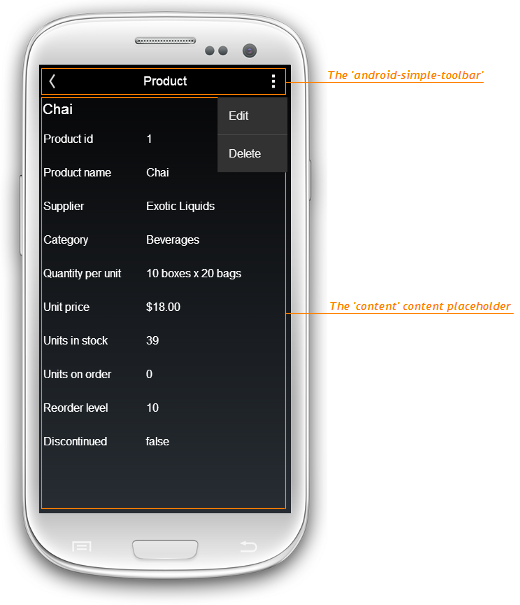 Product
The 'android-simple-toolbar'
Chai
Edit
Product id 1
Delete
Product name Chai
Supplier Exotic Liquids
Category Beverages
Quantity per unit 10 boxes x 20 bags
Unit price $18.00
The 'content' content placeholder
Units in stock 39
Units on order 0
Reorder level 10
Discontinued false